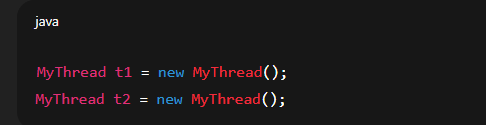 java
MyThread t1 = new MyThread();
MyThread t2 = new MyThread();